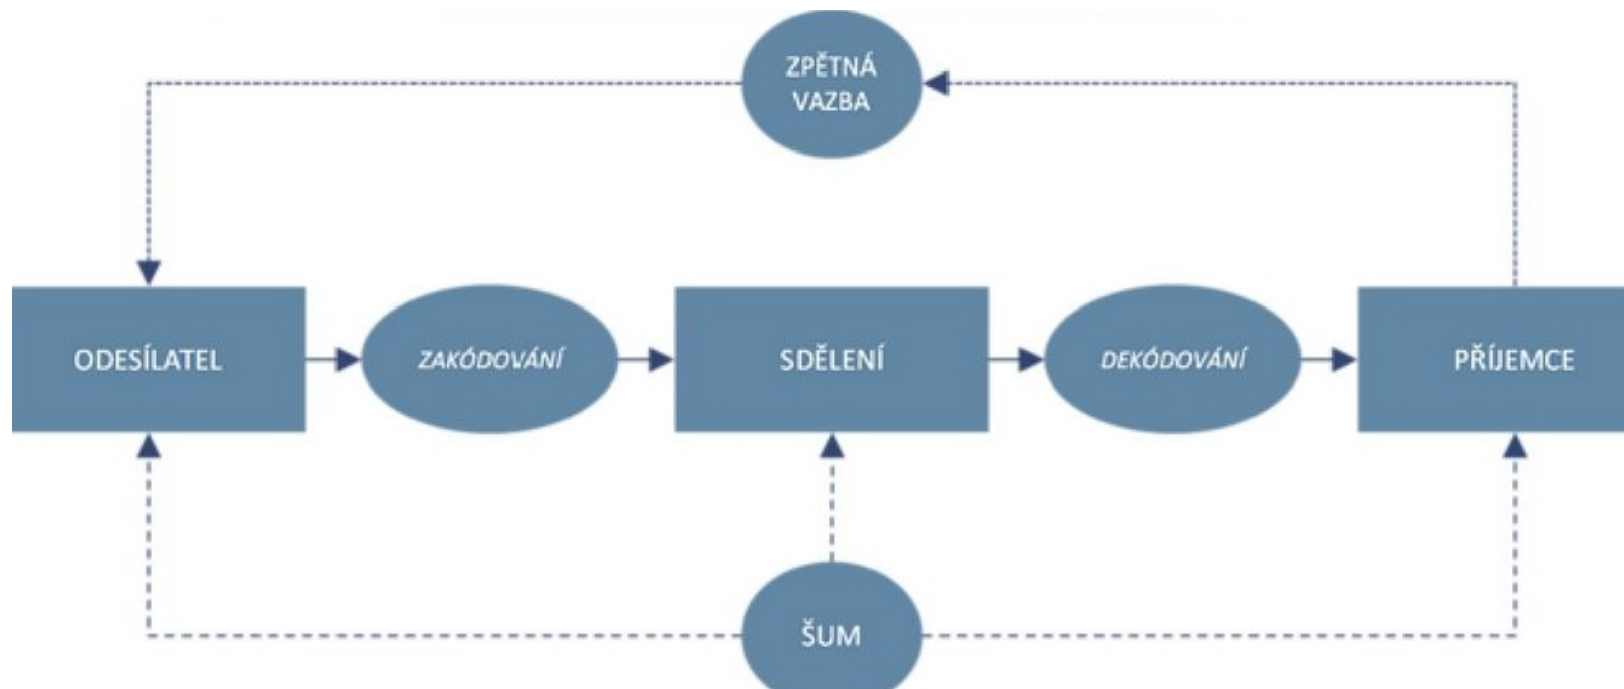 ZPĚTNÁ
VAZBA
ODESÍLATEL
ZAKÓDOVÁNÍ
SDĚLENÍ
DEKÓDOVÁNÍ
PŘÍJEMCE
ŠUM